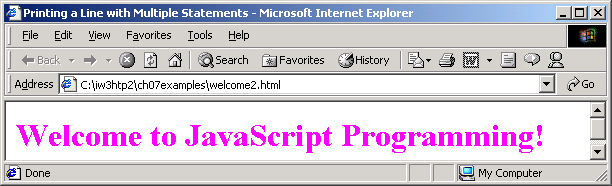 Printing a Line with Multiple Statements - Microsoft Internet Explorer
File Edit View Favorites Tools Help
Back Search Favorites History
Address C:\iw3htp2\ch07examples\welcome2.html Go
Welcome to JavaScript Programming!
Done My Computer